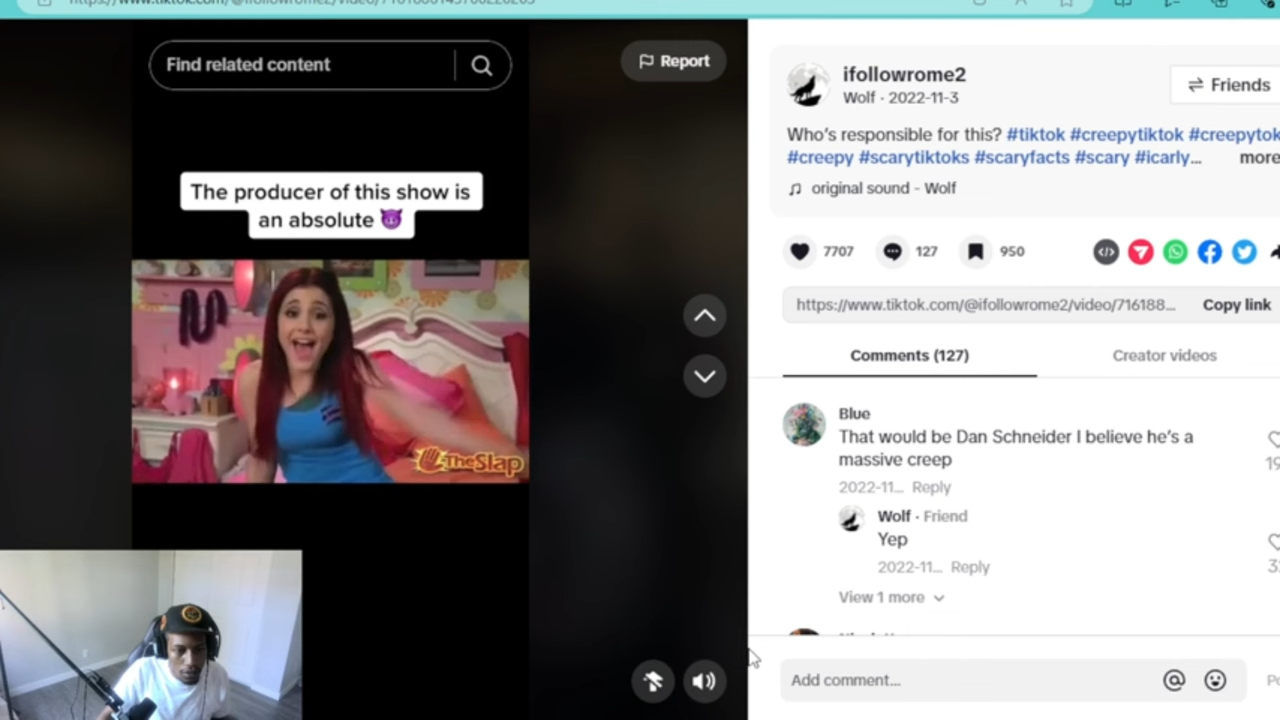 Find related content
Report
The producer of this show is
an absolute
TheSlap
ifollowrome2
Wolf · 2022-11-3
Friends
Who's responsible for this? #tiktok #creepytiktok #creepytok
#creepy #scarytiktoks #scaryfacts #scary #icarly...
more
original sound - Wolf
7707
127
950
https://www.tiktok.com/@ifollowrome2/video/716188...
Copy link
Comments (127)
Creator videos
Blue
That would be Dan Schneider I believe he's a
massive creep
2022-11... Reply
Wolf · Friend
Yep
2022-11... Reply
View 1 more
Add comment...